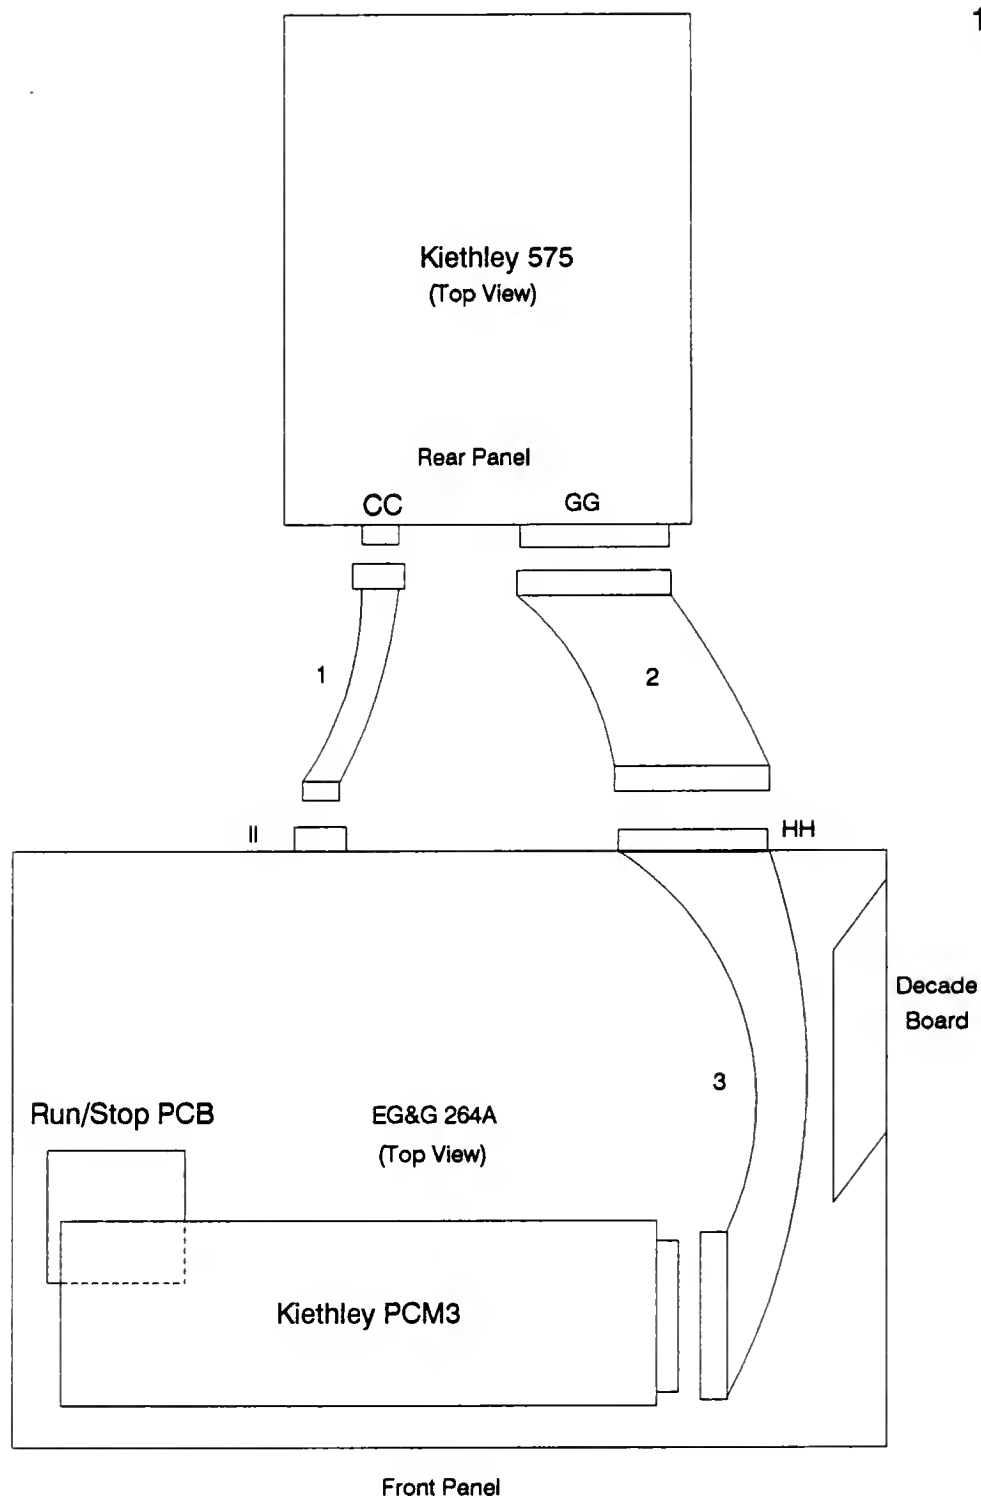 1
Kiethley 575
(Top View)
Rear Panel
CC
GG
1
2
II
HH
Decade
Board
3
Run/Stop PCB
EG&G 264A
(Top View)
Kiethley PCM3
Front Panel